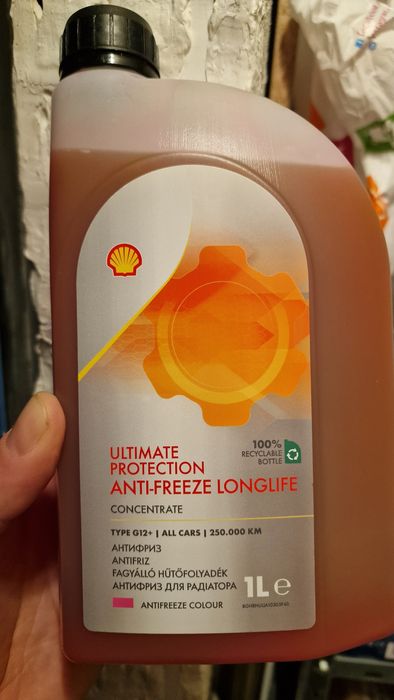 ULTIMATE
PROTECTION
ANTI-FREEZE LONGLIFE
100%
RECYCLABLE
BOTTLE
CONCENTRATE
TYPE G12+ | ALL CARS | 250.000 KM
АНТИФРИЗ
ANTIFRIZ
FAGYÁLLÓ HŰTŐFOLYADÉK
АНТИФРИЗ ДЛЯ РАДІАТОРА
1L e
ANTIFREEZE COLOUR